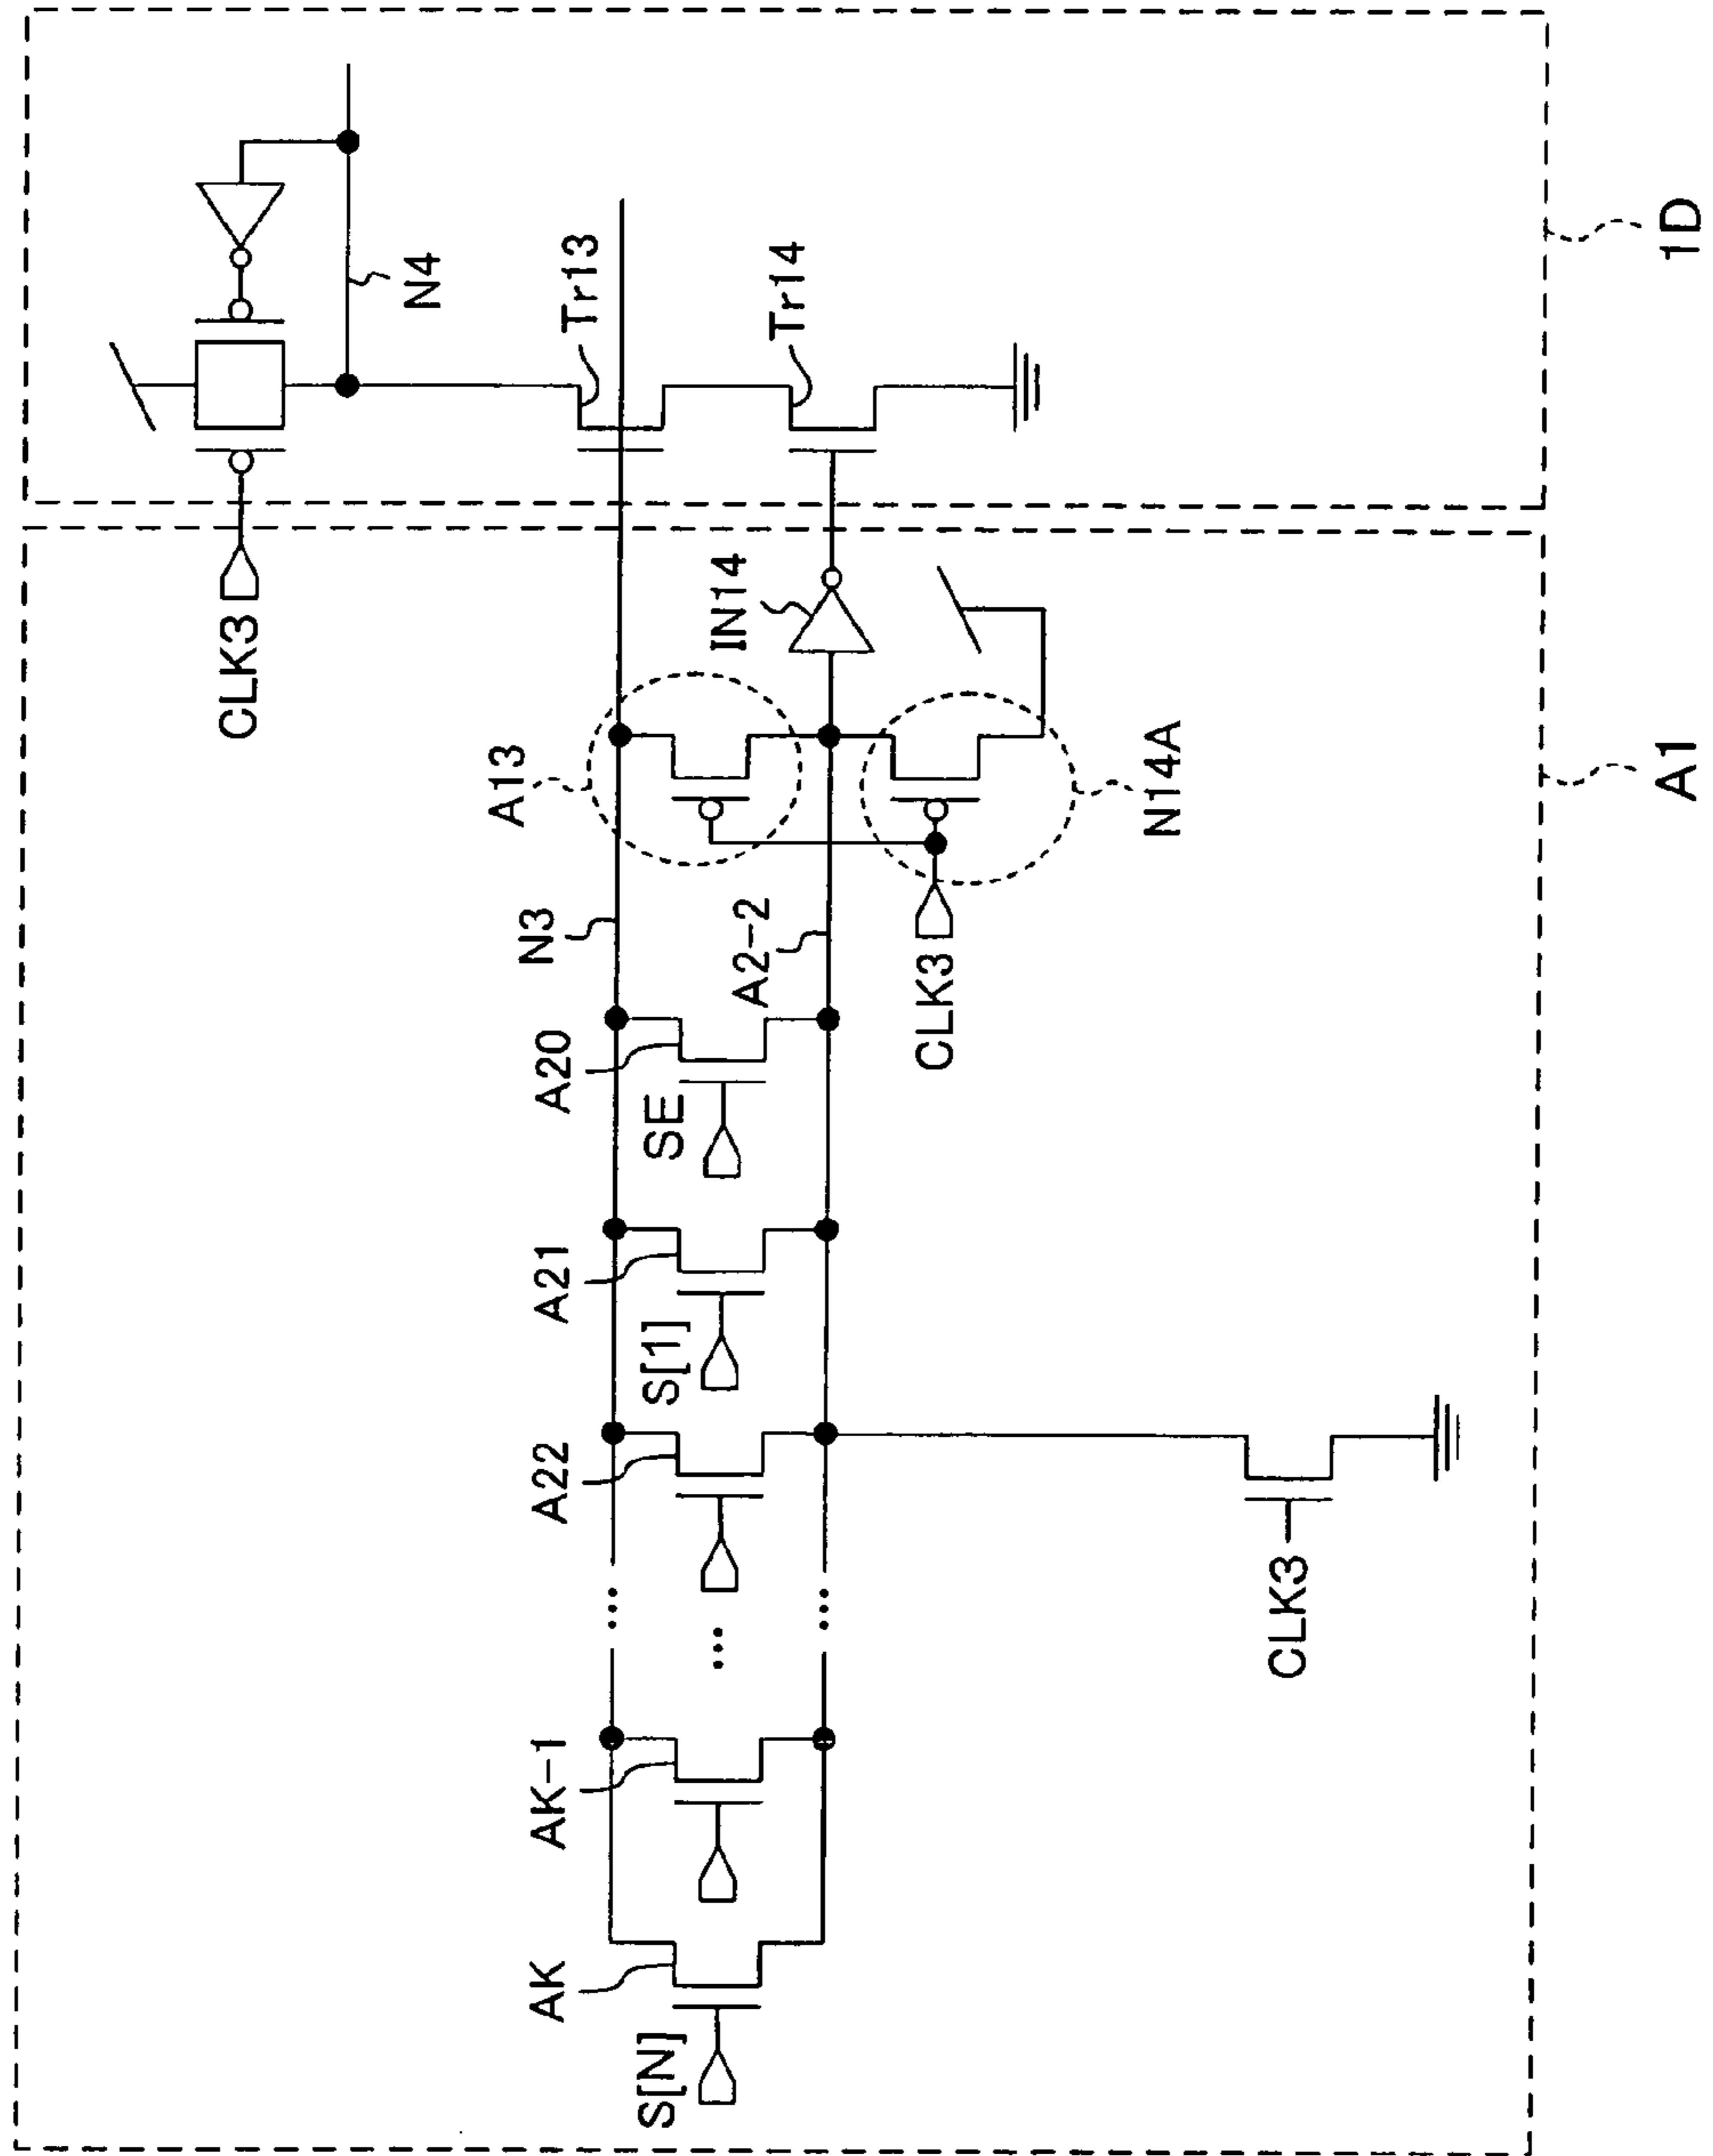 CLK3
N4
Tr13
Tr14
1D
A13
IN14
N14A
A1
N3
A2-2
CLK3
A20
SE
A21
S[1]
A22
...
...
...
CLK3
AK-1
AK
S[N]